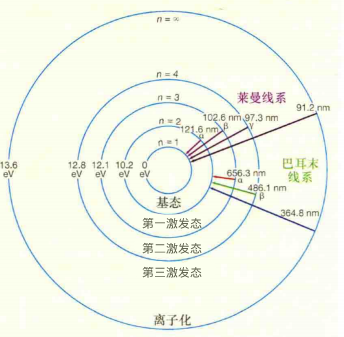 n = ∞
n = 4
n = 3
n = 2
n = 1
莱曼线系
91.2 nm
102.6 nm
β
97.3 nm
γ
121.6 nm
α
13.6
eV
12.8
eV
12.1
eV
10.2
eV
0
eV
巴耳末
线系
656.3 nm
α
486.1 nm
β
364.8 nm
基态
第一激发态
第二激发态
第三激发态
离子化